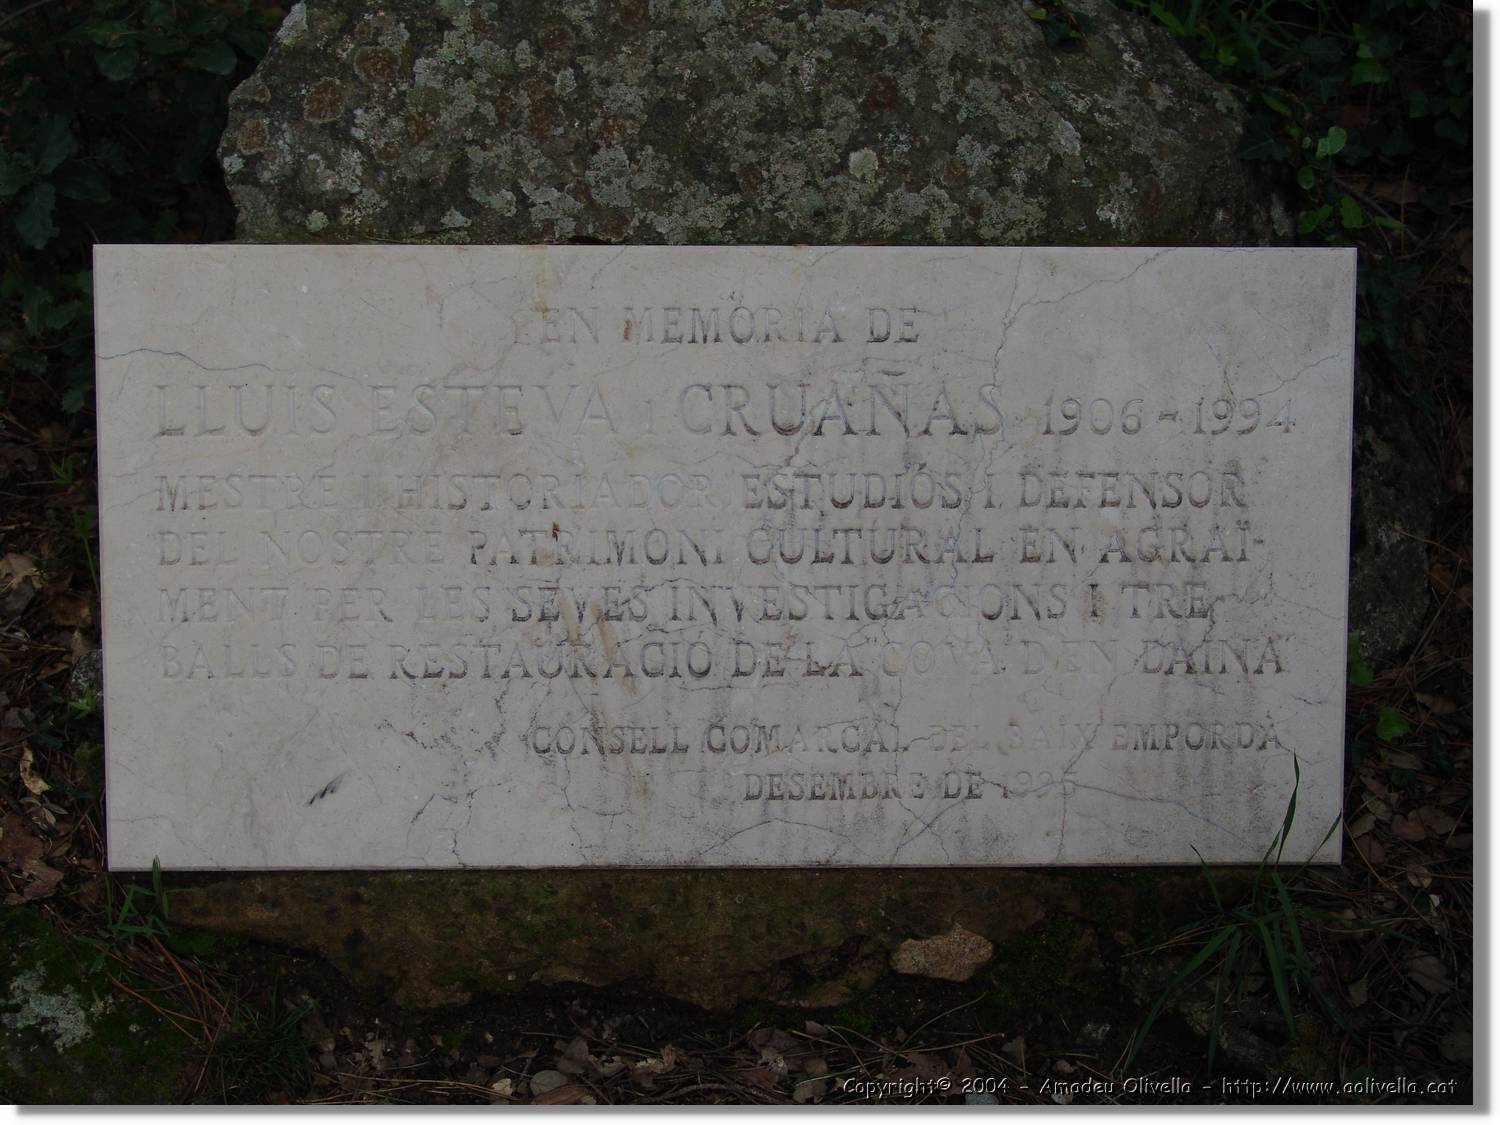 EN MEMÒRIA DE
LLUIS ESTEVA I CRUAÑAS 1906 - 1994
MESTRE I HISTORIADOR ESTUDIÓS I DEFENSOR
DEL NOSTRE PATRIMONI CULTURAL EN AGRAÏ-
MENT PER LES SEVES INVESTIGACIONS I TRE
BALLS DE RESTAURACIÓ DE LA "COVA D'EN DAINA"
CONSELL COMARCAL DEL BAIX EMPORDÀ
DESEMBRE DE 1995
Copyright© 2004 - Amadeu Olivella - http://www.aolivella.cat